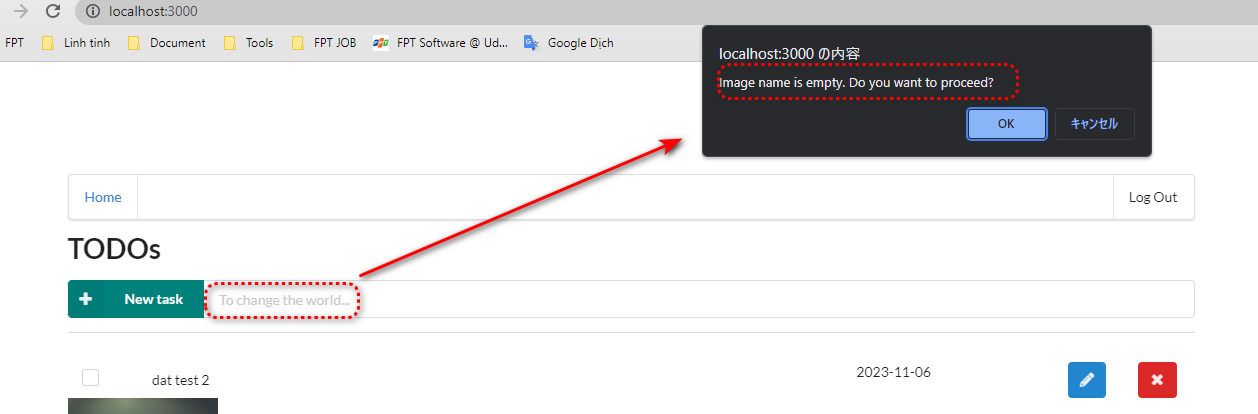 localhost:3000
FPT Linh tinh Document Tools FPT JOB FPT Software @ Ud... Google Dịch
localhost:3000 の内容
Image name is empty. Do you want to proceed?
OK キャンセル
Home Log Out
TODOs
New task To change the world...
dat test 2 2023-11-06